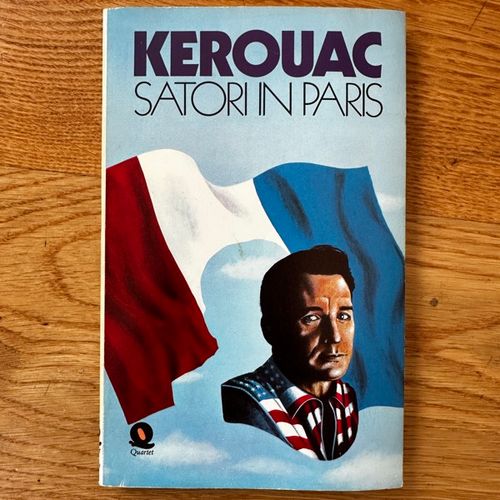 KEROUAC
SATORI IN PARIS
Quartet